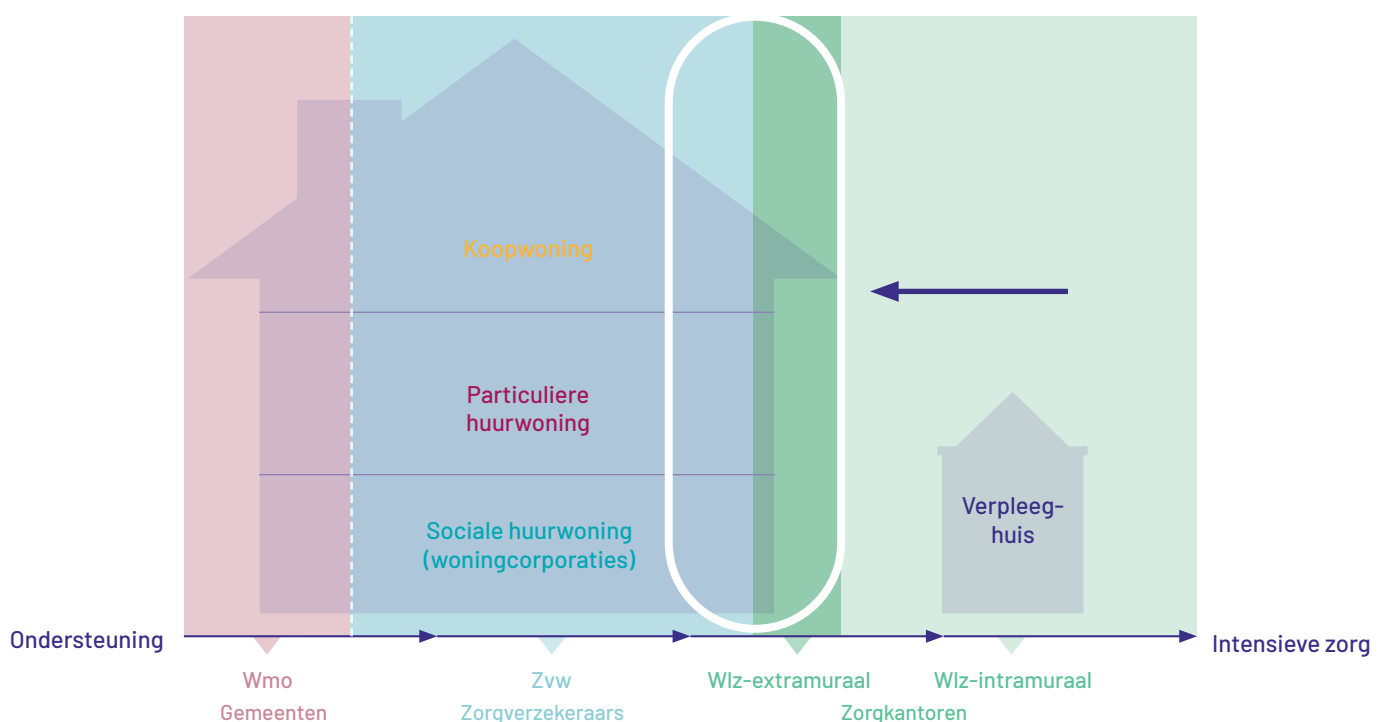 Koopwoning
Particuliere
huurwoning
Sociale huurwoning
(woningcorporaties)
Verpleeg-
huis
Ondersteuning
Intensieve zorg
Wmo
Zvw
Wlz-extramuraal
Wlz-intramuraal
Gemeenten
Zorgverzekeraars
Zorgkantoren